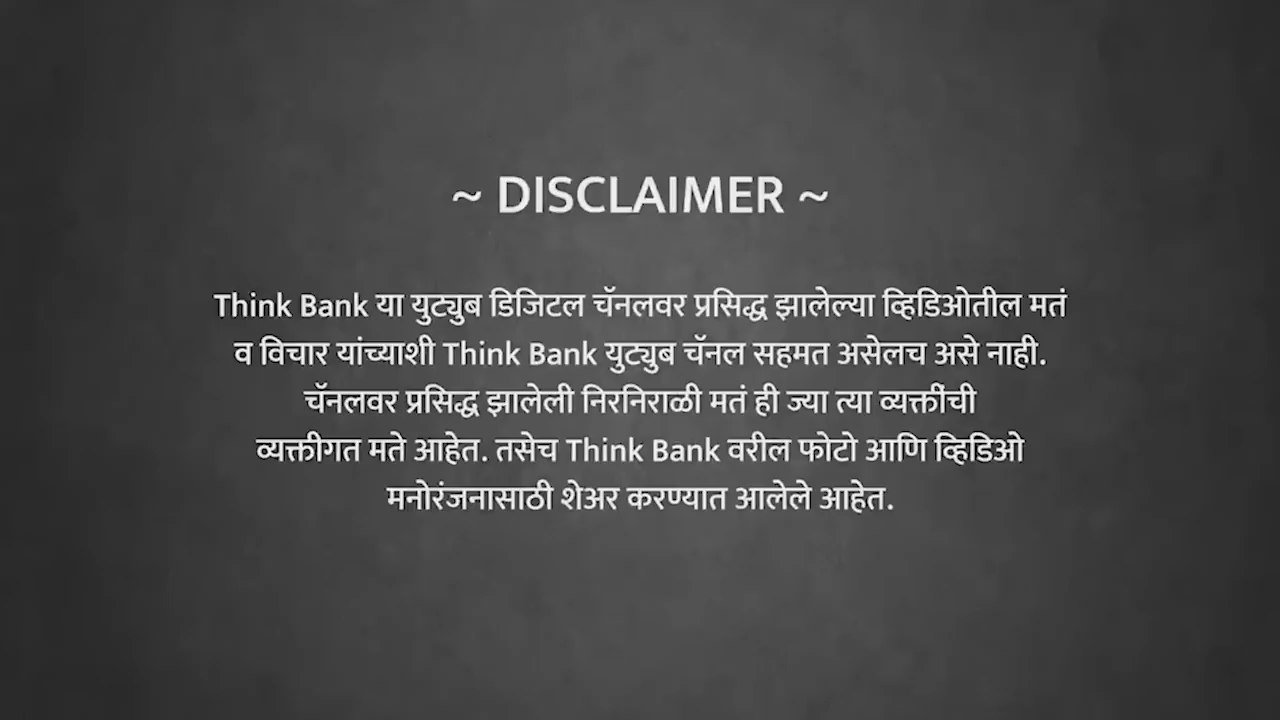 ~ DISCLAIMER ~
Think Bank या युट्युब डिजिटल चॅनलवर प्रसिद्ध झालेल्या व्हिडिओतील मतं
व विचार यांच्याशी Think Bank युट्युब चॅनल सहमत असेलच असे नाही.
चॅनलवर प्रसिद्ध झालेली निरनिराळी मतं ही ज्या त्या व्यक्तींची
व्यक्तीगत मते आहेत. तसेच Think Bank वरील फोटो आणि व्हिडिओ
मनोरंजनासाठी शेअर करण्यात आलेले आहेत.